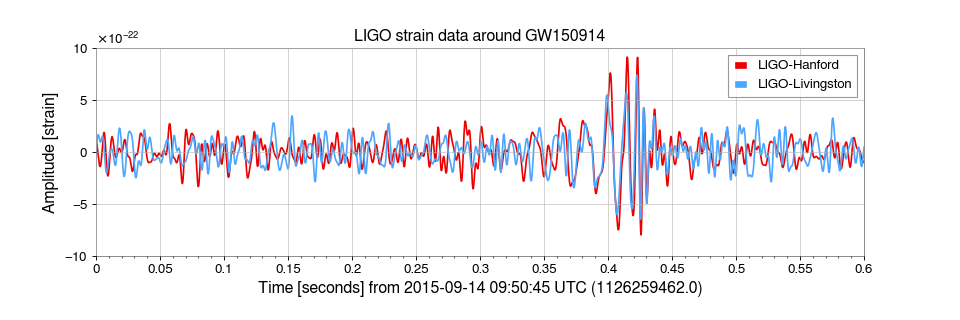 LIGO strain data around GW150914
×10⁻²²
LIGO-Hanford
LIGO-Livingston
Amplitude [strain]
10
5
0
−5
−10
0 0.05 0.1 0.15 0.2 0.25 0.3 0.35 0.4 0.45 0.5 0.55 0.6
Time [seconds] from 2015-09-14 09:50:45 UTC (1126259462.0)